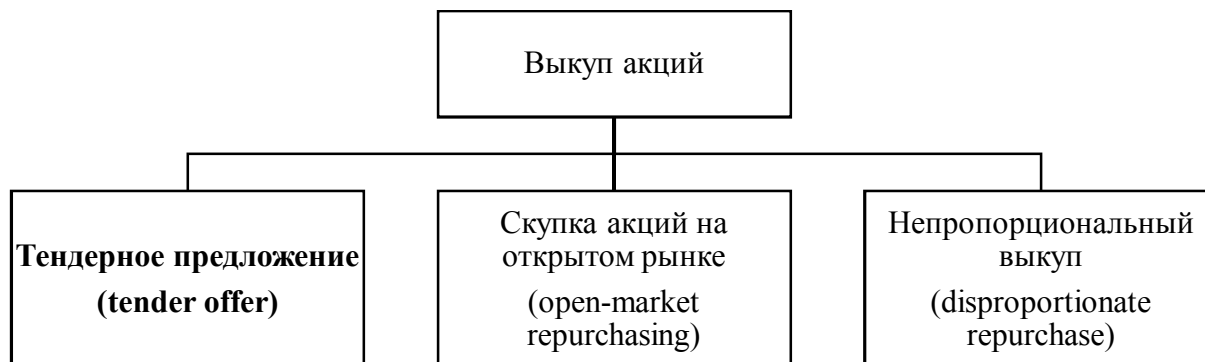 Выкуп акций
Тендерное предложение
(tender offer)
Скупка акций на
открытом рынке
(open-market
repurchasing)
Непропорциональный
выкуп
(disproportionate
repurchase)